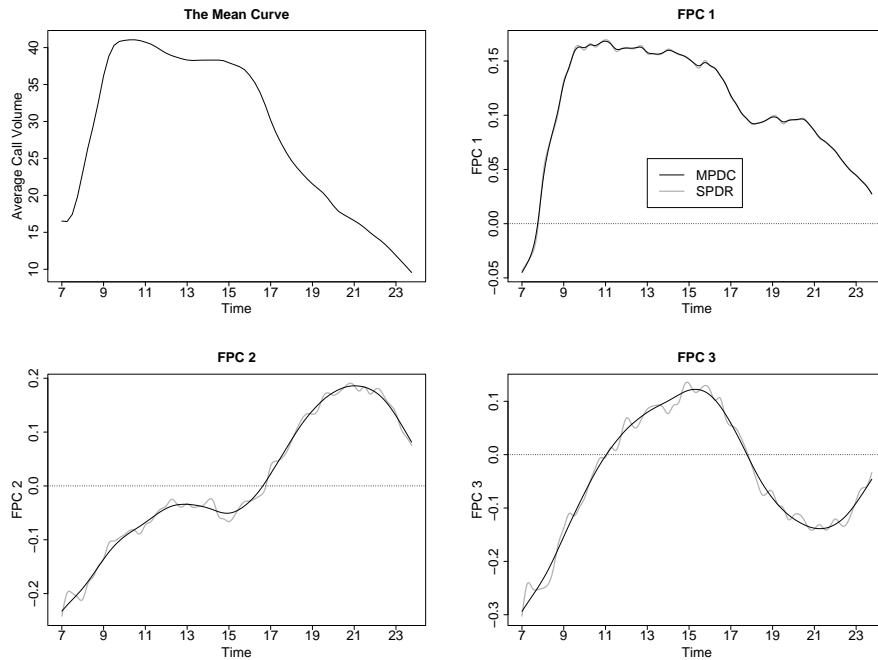 The Mean Curve
Average Call Volume
40
35
30
25
20
15
10
7 9 11 13 15 17 19 21 23
Time
FPC 1
FPC 1
0.15
0.10
0.05
0.00
−0.05
MPDC
SPDR
7 9 11 13 15 17 19 21 23
Time
FPC 2
FPC 2
0.2
0.1
0.0
−0.1
−0.2
7 9 11 13 15 17 19 21 23
Time
FPC 3
FPC 3
0.1
0.0
−0.1
−0.2
−0.3
7 9 11 13 15 17 19 21 23
Time